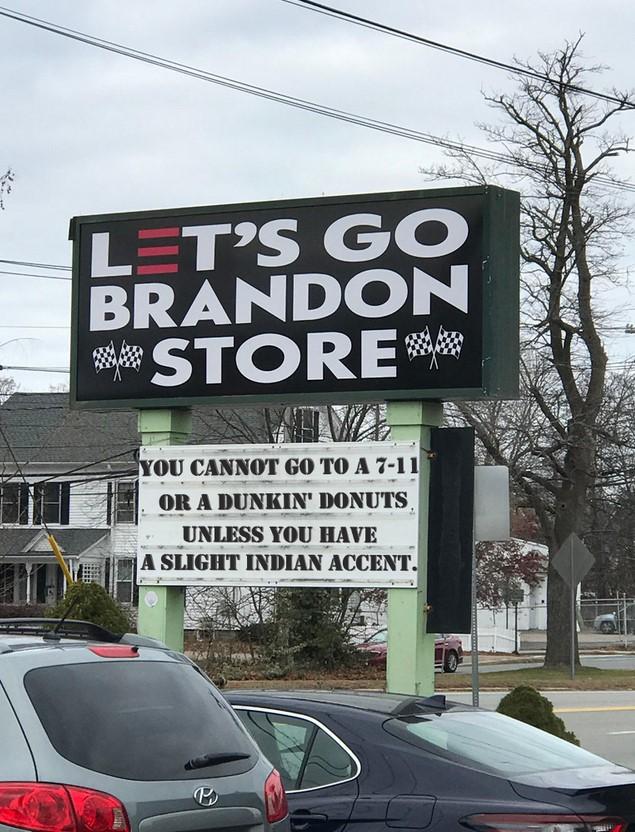 LET'S GO
BRANDON
STORE
YOU CANNOT GO TO A 7-11
OR A DUNKIN' DONUTS
UNLESS YOU HAVE
A SLIGHT INDIAN ACCENT.